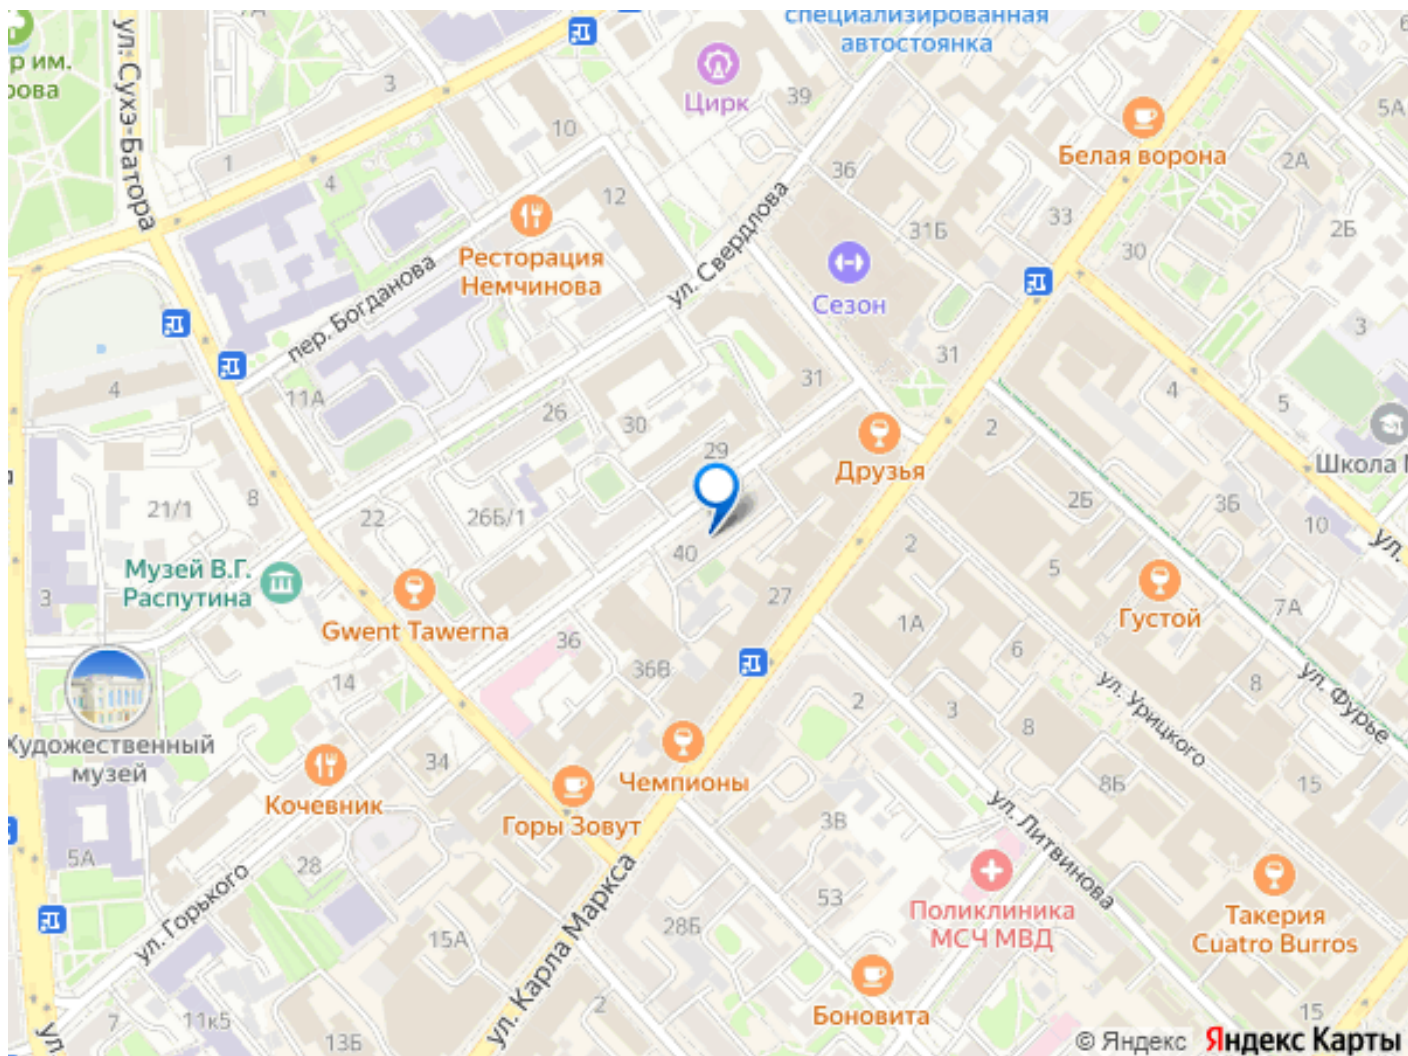 специализированная
автостоянка
7А
ул. Сухэ-Батора
р им.
рова
3
Цирк
39
10
Белая ворона
5А
2А
1
4
12
36
33
31Б
30
2Б
Ресторация
Немчинова
ул. Свердлова
пер. Богданова
Сезон
3
31
4
11А
31
4
5
26
30
29
Друзья
2
Школа
8
21/1
22
26Б/1
2Б
3Б
10
ул.
40
2
5
Музей В.Г.
Распутина
3
27
Густой
7А
Gwent Tawerna
1А
36
6
36В
14
2
3
8
8
ул. Фурье
ул. Урицкого
Художественный
музей
34
Чемпионы
8Б
15
Кочевник
Горы Зовут
3В
ул. Литвинова
5А
28
ул. Горького
ул. Карла Маркса
53
Поликлиника
МСЧ МВД
Такерия
Cuatro Burros
28Б
15А
Боновита
2
15
7
11к5
13Б
ул
© Яндекс Яндекс Карты